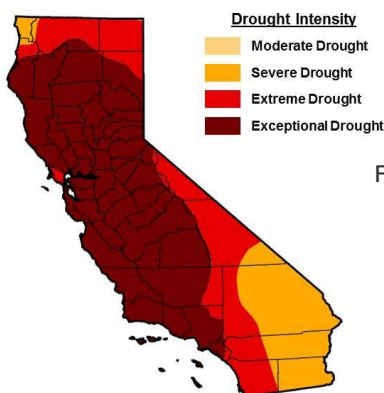 Drought Intensity
Moderate Drought
Severe Drought
Extreme Drought
Exceptional Drought
F